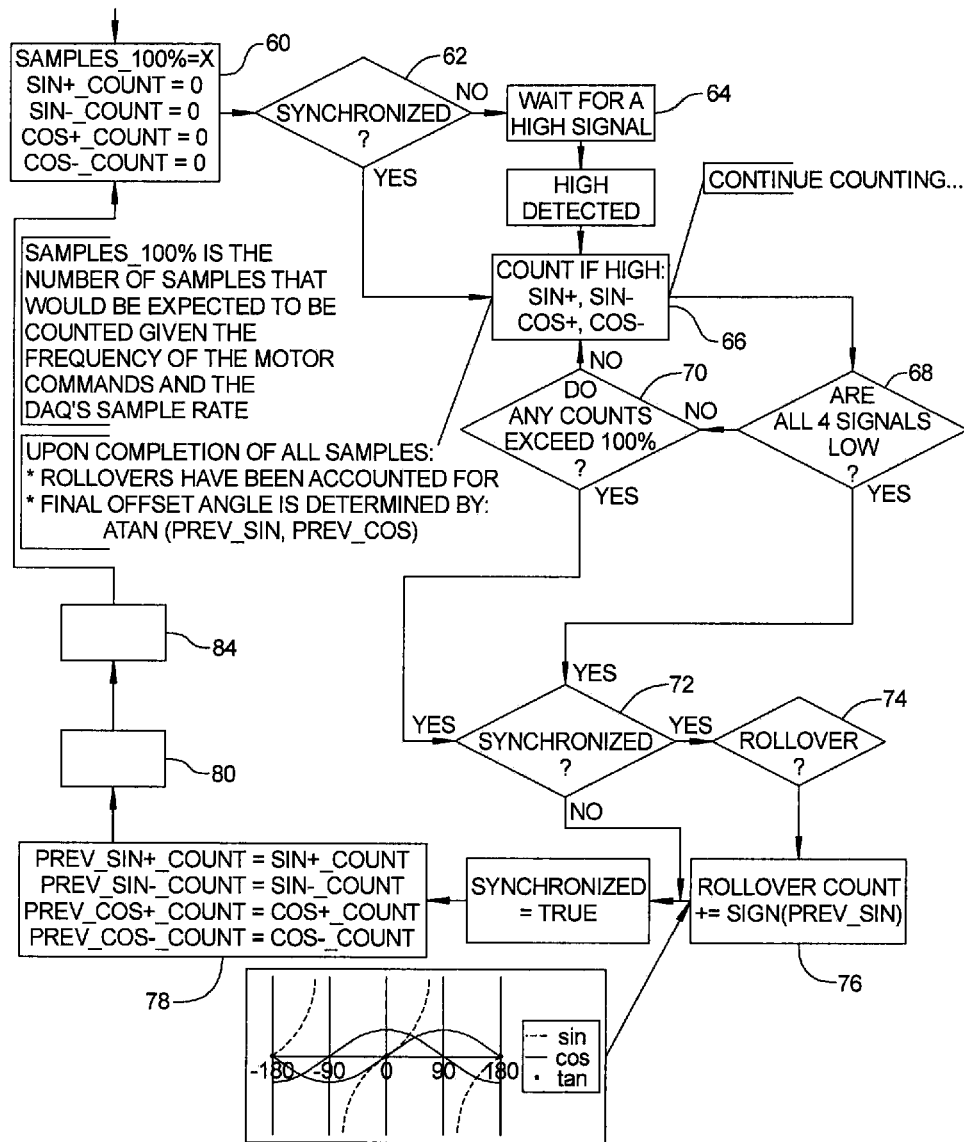 SAMPLES_100%=X
SIN+_COUNT = 0
SIN-_COUNT = 0
COS+_COUNT = 0
COS-_COUNT = 0
60
62
SYNCHRONIZED
?
NO
YES
WAIT FOR A
HIGH SIGNAL
64
HIGH
DETECTED
CONTINUE COUNTING...
COUNT IF HIGH:
SIN+, SIN-
COS+, COS-
66
SAMPLES_100% IS THE
NUMBER OF SAMPLES THAT
WOULD BE EXPECTED TO BE
COUNTED GIVEN THE
FREQUENCY OF THE MOTOR
COMMANDS AND THE
DAQ'S SAMPLE RATE
NO
70
DO
ANY COUNTS
EXCEED 100%
?
YES
NO
68
ARE
ALL 4 SIGNALS
LOW
?
YES
UPON COMPLETION OF ALL SAMPLES:
* ROLLOVERS HAVE BEEN ACCOUNTED FOR
* FINAL OFFSET ANGLE IS DETERMINED BY:
ATAN (PREV_SIN, PREV_COS)
84
80
YES
YES
72
SYNCHRONIZED
?
YES
NO
74
ROLLOVER
?
PREV_SIN+_COUNT = SIN+_COUNT
PREV_SIN-_COUNT = SIN-_COUNT
PREV_COS+_COUNT = COS+_COUNT
PREV_COS-_COUNT = COS-_COUNT
78
SYNCHRONIZED
= TRUE
ROLLOVER COUNT
+= SIGN(PREV_SIN)
76
-180 -90 0 90 180
sin
cos
tan